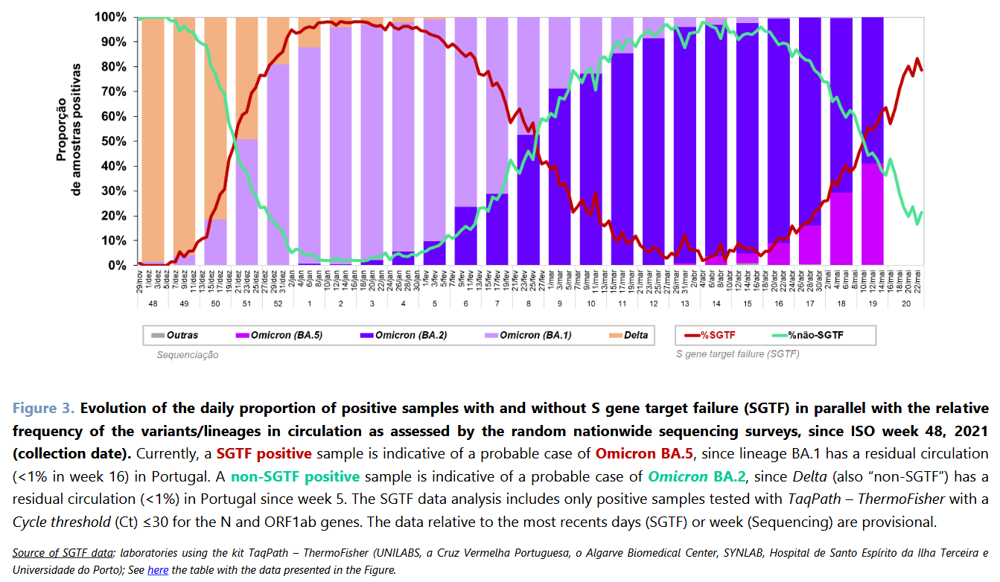 100%
90%
80%
70%
60%
50%
40%
30%
20%
10%
0%
Proporção
de amostras positivas
29/nov 1/dez 3/dez 5/dez 7/dez 9/dez 11/dez 13/dez 15/dez 17/dez 19/dez 21/dez 23/dez 25/dez 27/dez 29/dez 31/dez 2/jan 4/jan 6/jan 8/jan 10/jan 12/jan 14/jan 16/jan 18/jan 20/jan 22/jan 24/jan 26/jan 28/jan 30/jan 1/fev 3/fev 5/fev 7/fev 9/fev 11/fev 13/fev 15/fev 17/fev 19/fev 21/fev 23/fev 25/fev 27/fev 1/mar 3/mar 5/mar 7/mar 9/mar 11/mar 13/mar 15/mar 17/mar 19/mar 21/mar 23/mar 25/mar 27/mar 29/mar 31/mar 2/abr 4/abr 6/abr 8/abr 10/abr 12/abr 14/abr 16/abr 18/abr 20/abr 22/abr 24/abr 26/abr 28/abr 30/abr 2/mai 4/mai 6/mai 8/mai 10/mai 12/mai 14/mai 16/mai 18/mai 20/mai 22/mai
48 49 50 51 52 1 2 3 4 5 6 7 8 9 10 11 12 13 14 15 16 17 18 19 20
Outras Omicron (BA.5) Omicron (BA.2) Omicron (BA.1) Delta %SGTF %não-SGTF
Sequenciação S gene target failure (SGTF)
Figure 3. Evolution of the daily proportion of positive samples with and without S gene target failure (SGTF) in parallel with the relative
frequency of the variants/lineages in circulation as assessed by the random nationwide sequencing surveys, since ISO week 48, 2021
(collection date). Currently, a SGTF positive sample is indicative of a probable case of Omicron BA.5, since lineage BA.1 has a residual circulation
(<1% in week 16) in Portugal. A non-SGTF positive sample is indicative of a probable case of Omicron BA.2, since Delta (also “non-SGTF”) has a
residual circulation (<1%) in Portugal since week 5. The SGTF data analysis includes only positive samples tested with TaqPath – ThermoFisher with a
Cycle threshold (Ct) ≤30 for the N and ORF1ab genes. The data relative to the most recents days (SGTF) or week (Sequencing) are provisional.
Source of SGTF data: laboratories using the kit TaqPath – ThermoFisher (UNILABS, a Cruz Vermelha Portuguesa, o Algarve Biomedical Center, SYNLAB, Hospital de Santo Espírito da Ilha Terceira e
Universidade do Porto); See here the table with the data presented in the Figure.